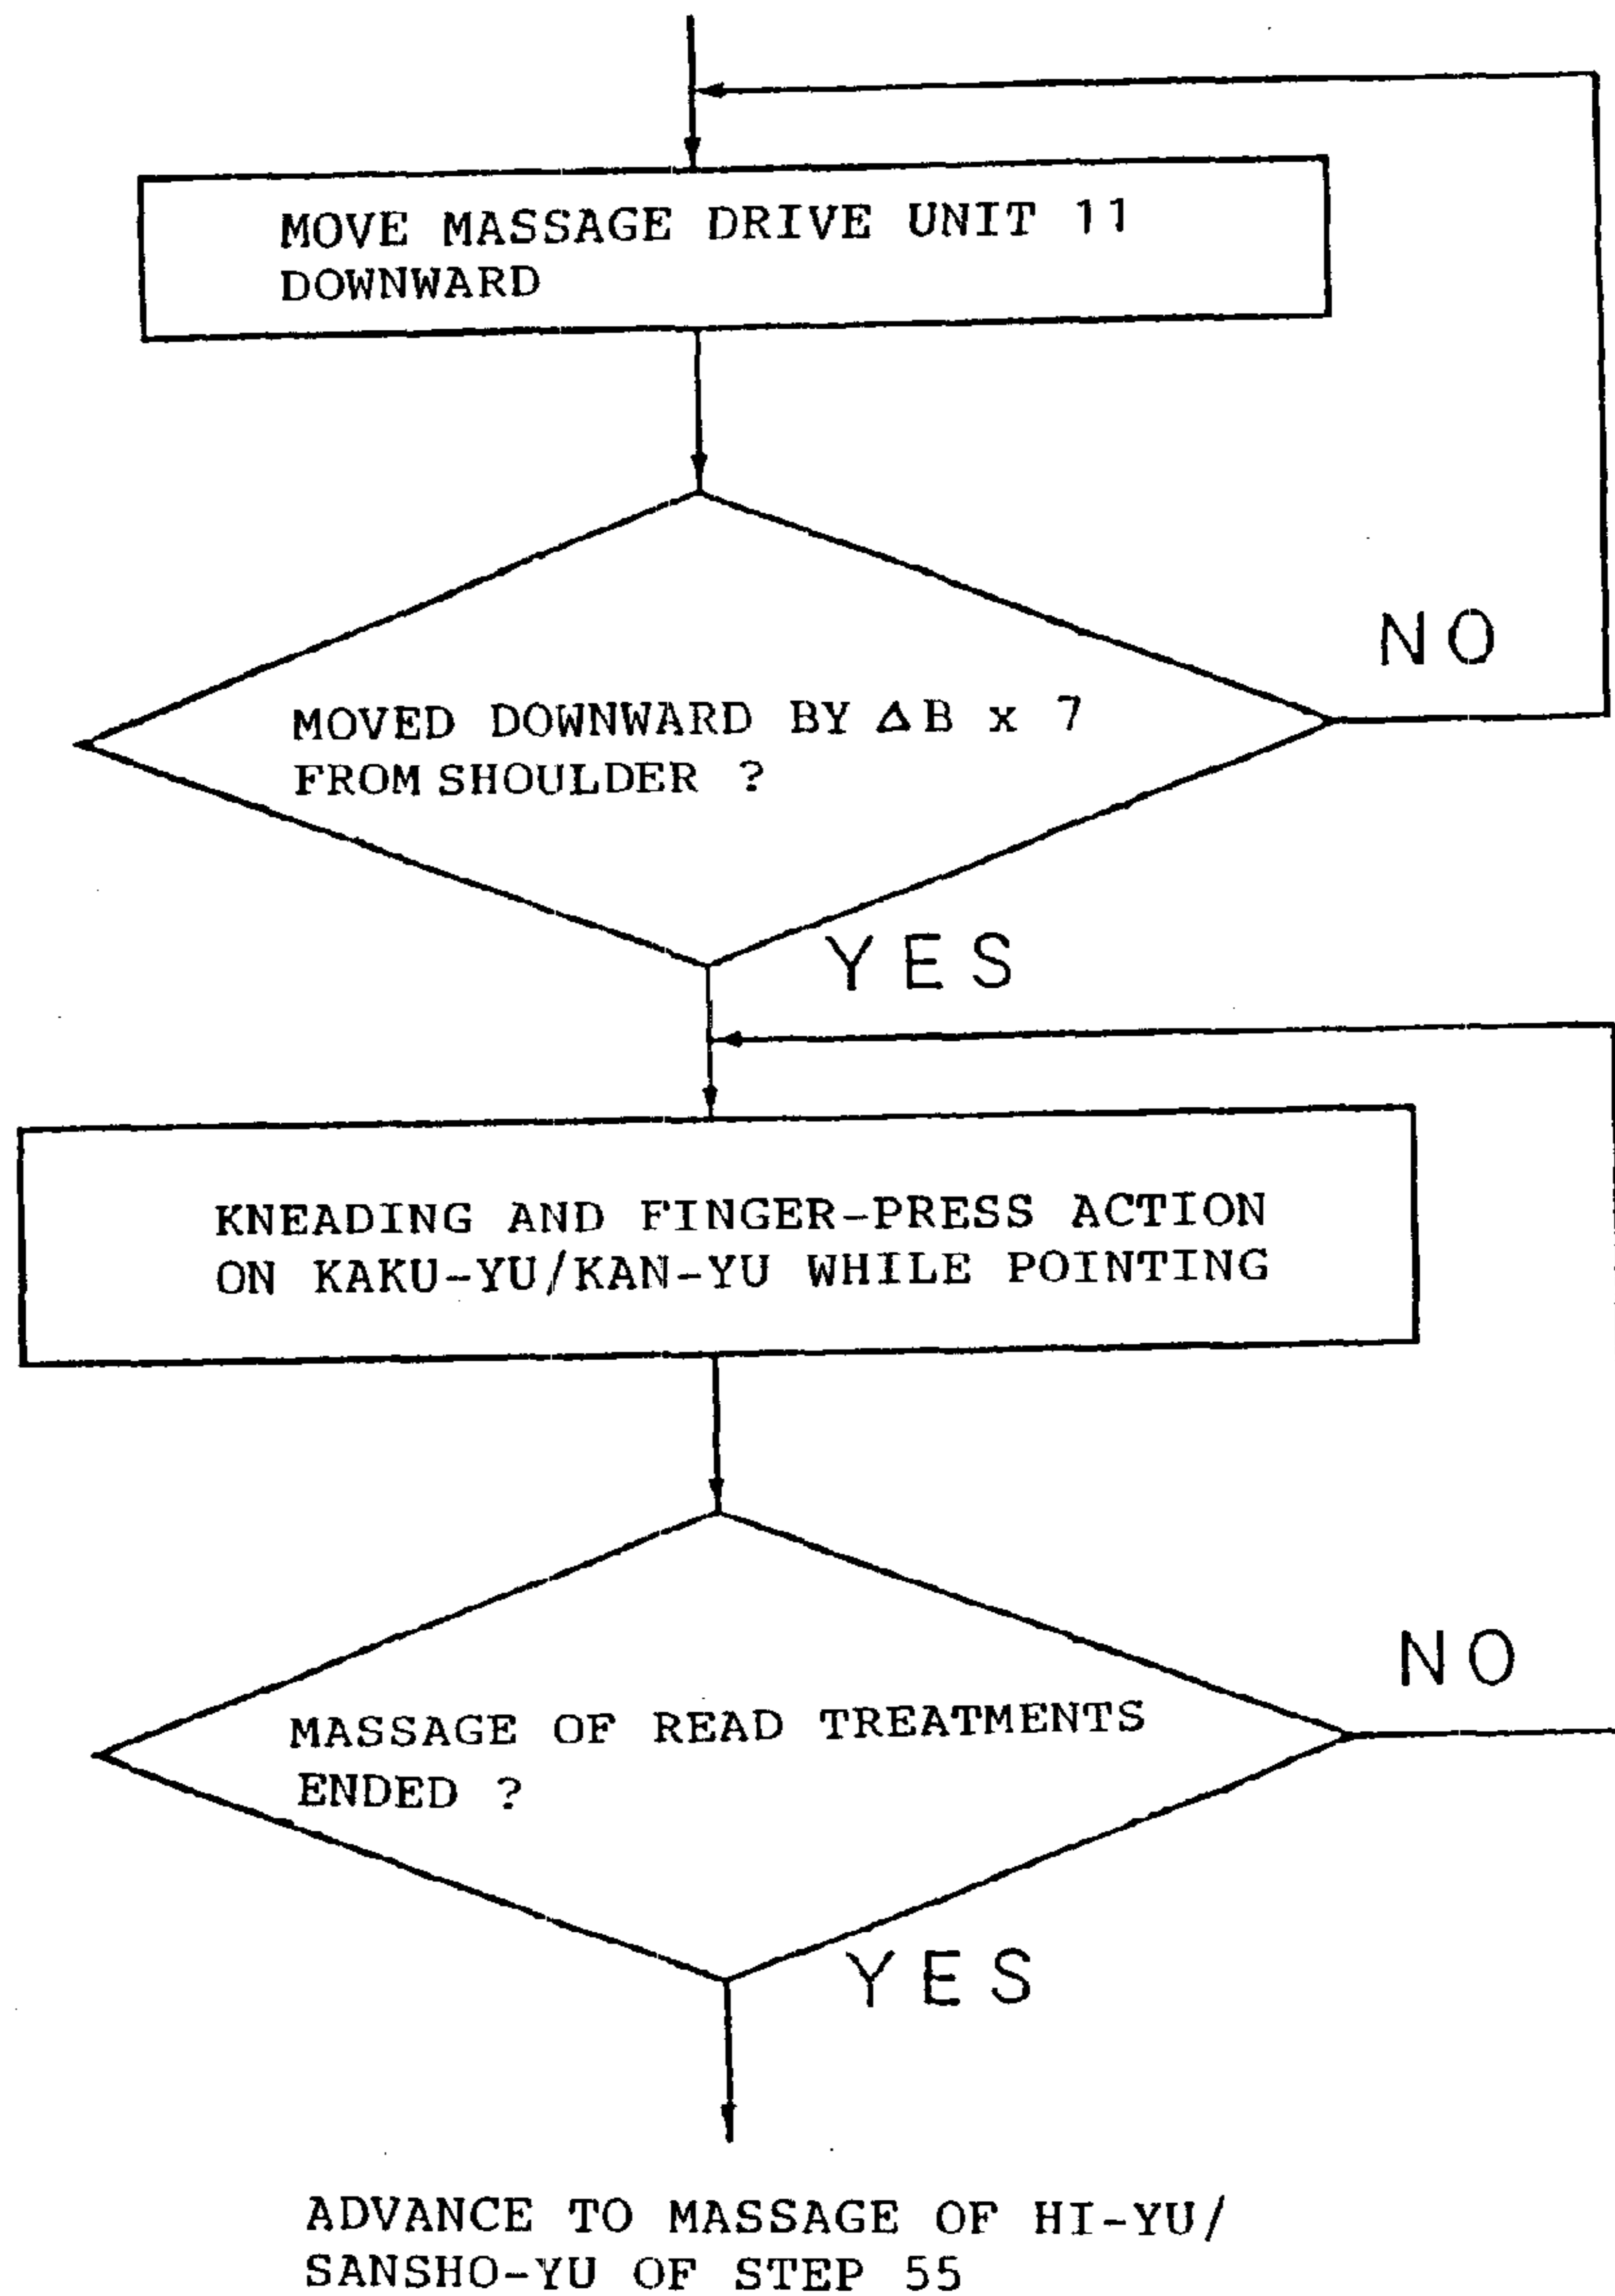 MOVE MASSAGE DRIVE UNIT 11
DOWNWARD
NO
MOVED DOWNWARD BY ΔB x 7
FROM SHOULDER ?
YES
KNEADING AND FINGER-PRESS ACTION
ON KAKU-YU/KAN-YU WHILE POINTING
NO
MASSAGE OF READ TREATMENTS
ENDED ?
YES
ADVANCE TO MASSAGE OF HI-YU/
SANSHO-YU OF STEP 55